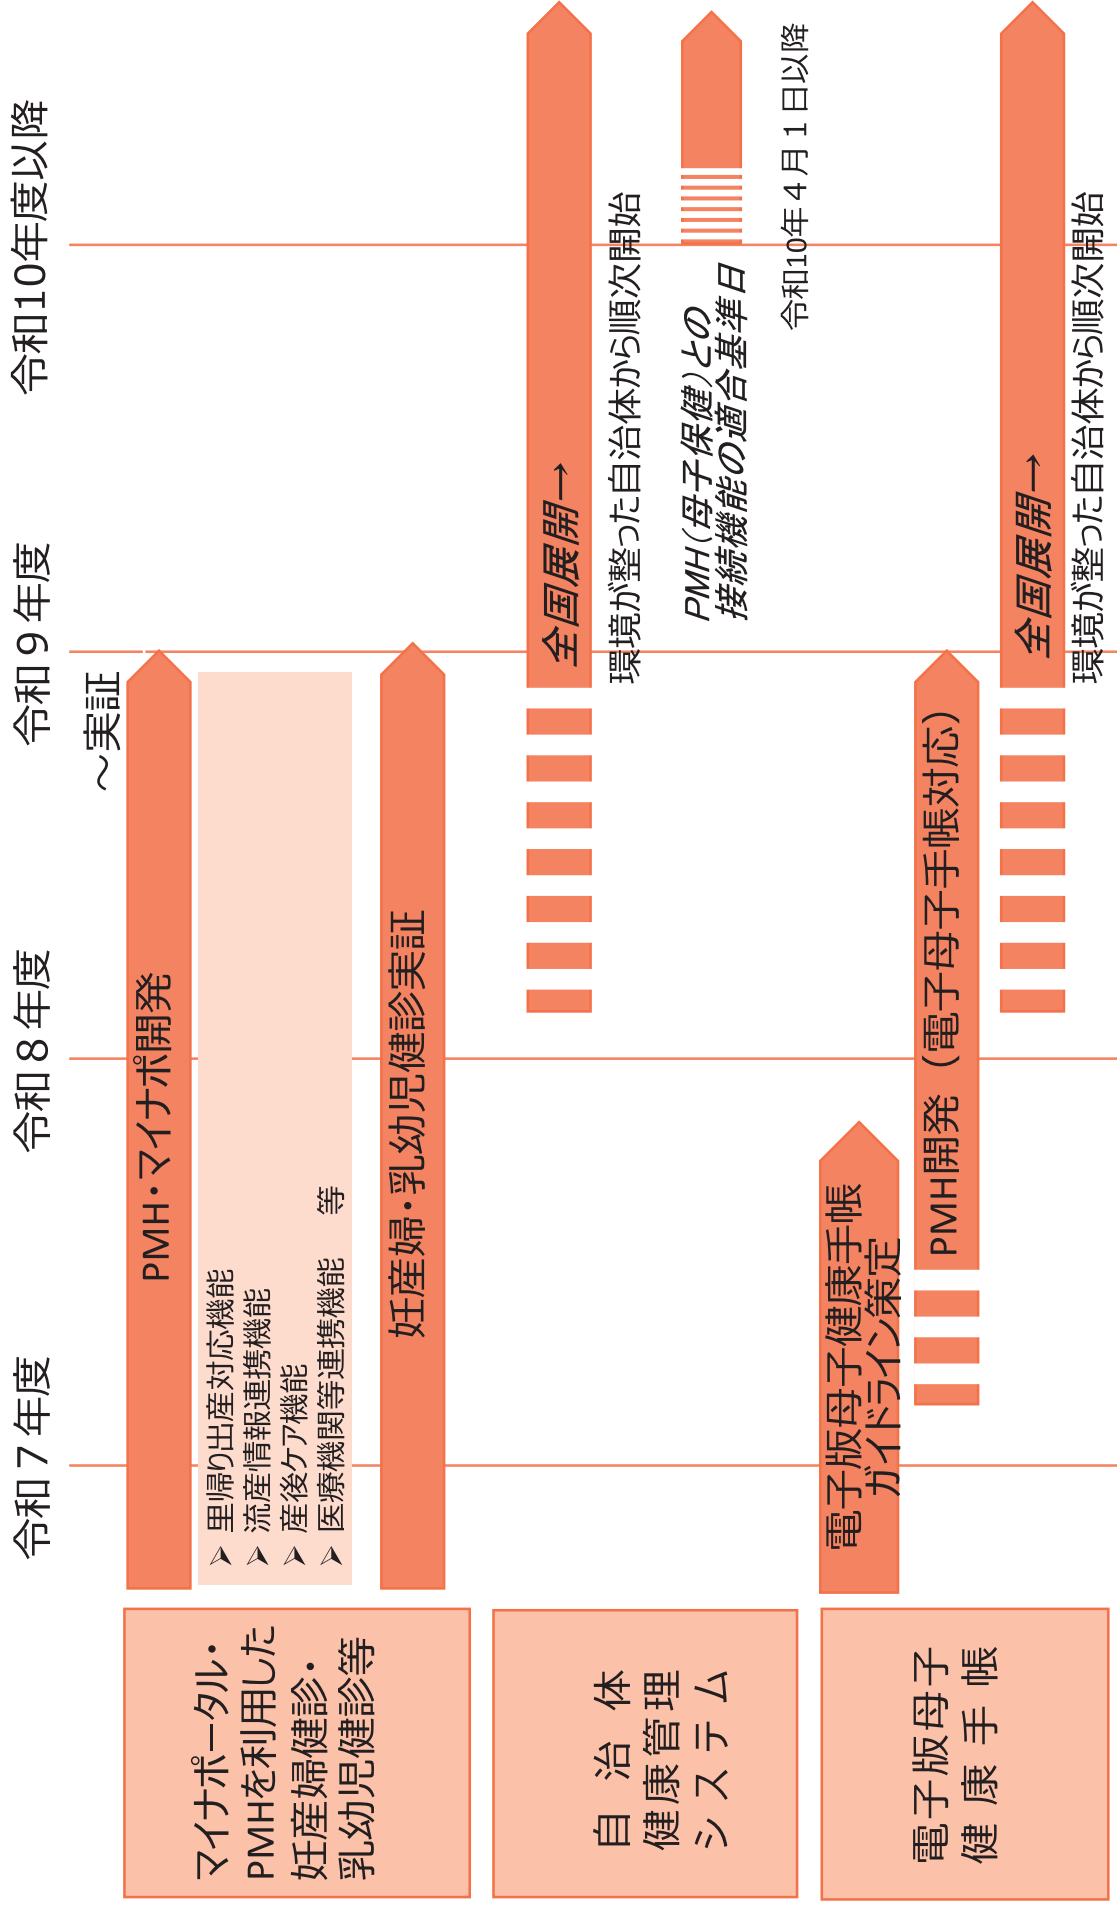 令和７年度
令和８年度
令和９年度
令和10年度以降
マイナポータル・
PMHを利用した
妊産婦健診・
乳幼児健診等
～実証
PMH・マイナポ開発
➢ 里帰り出産対応機能
➢ 流産情報連携機能
➢ 産後ケア機能
➢ 医療機関等連携機能　等
妊産婦・乳幼児健診実証
全国展開→
環境が整った自治体から順次開始
自治体
健康管理
システム
PMH（母子保健）との
接続機能の適合基準日
令和10年４月１日以降
電子版母子
健康手帳
電子版母子健康手帳
ガイドライン策定
PMH開発（電子母子手帳対応）
全国展開→
環境が整った自治体から順次開始